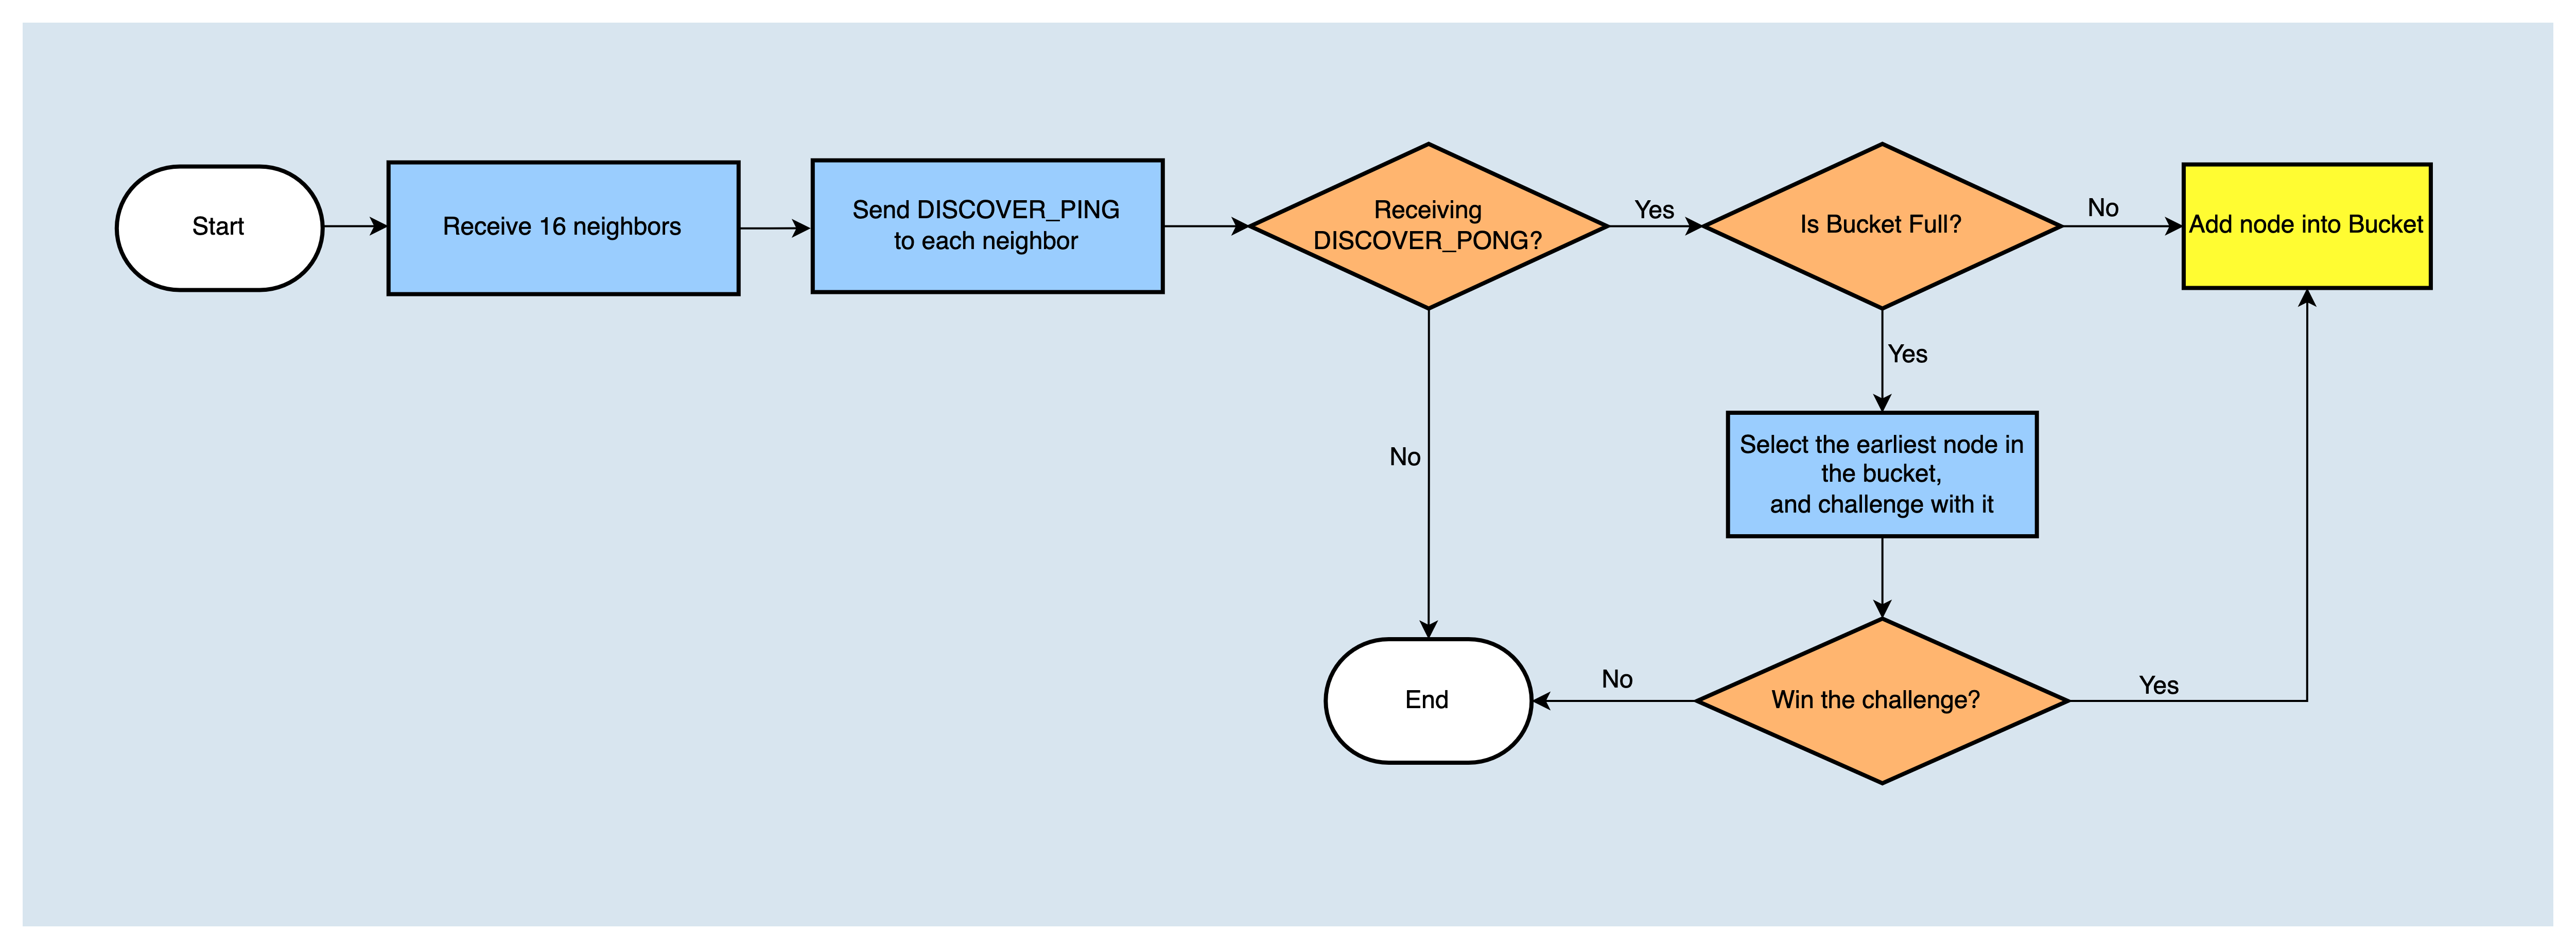 Start
Receive 16 neighbors
Send DISCOVER_PING
to each neighbor
Receiving
DISCOVER_PONG?
Yes
Is Bucket Full?
No
Add node into Bucket
Yes
Select the earliest node in
the bucket,
and challenge with it
No
End
No
Win the challenge?
Yes